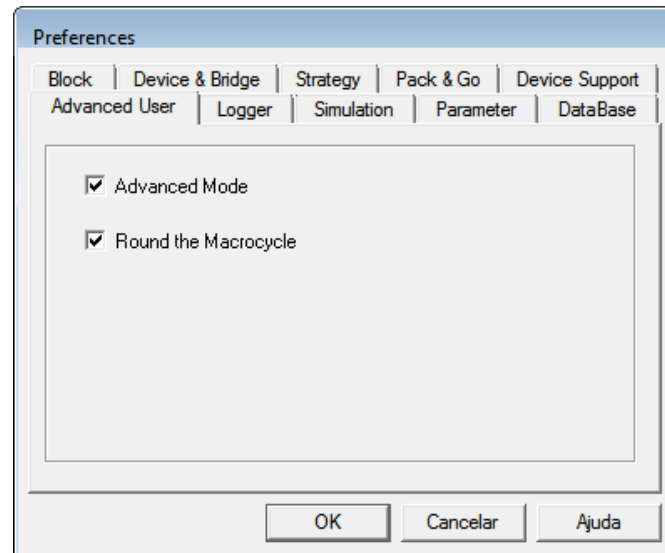 Preferences
Block Device & Bridge Strategy Pack & Go Device Support
Advanced User Logger Simulation Parameter DataBase
Advanced Mode
Round the Macrocycle
OK Cancelar Ajuda